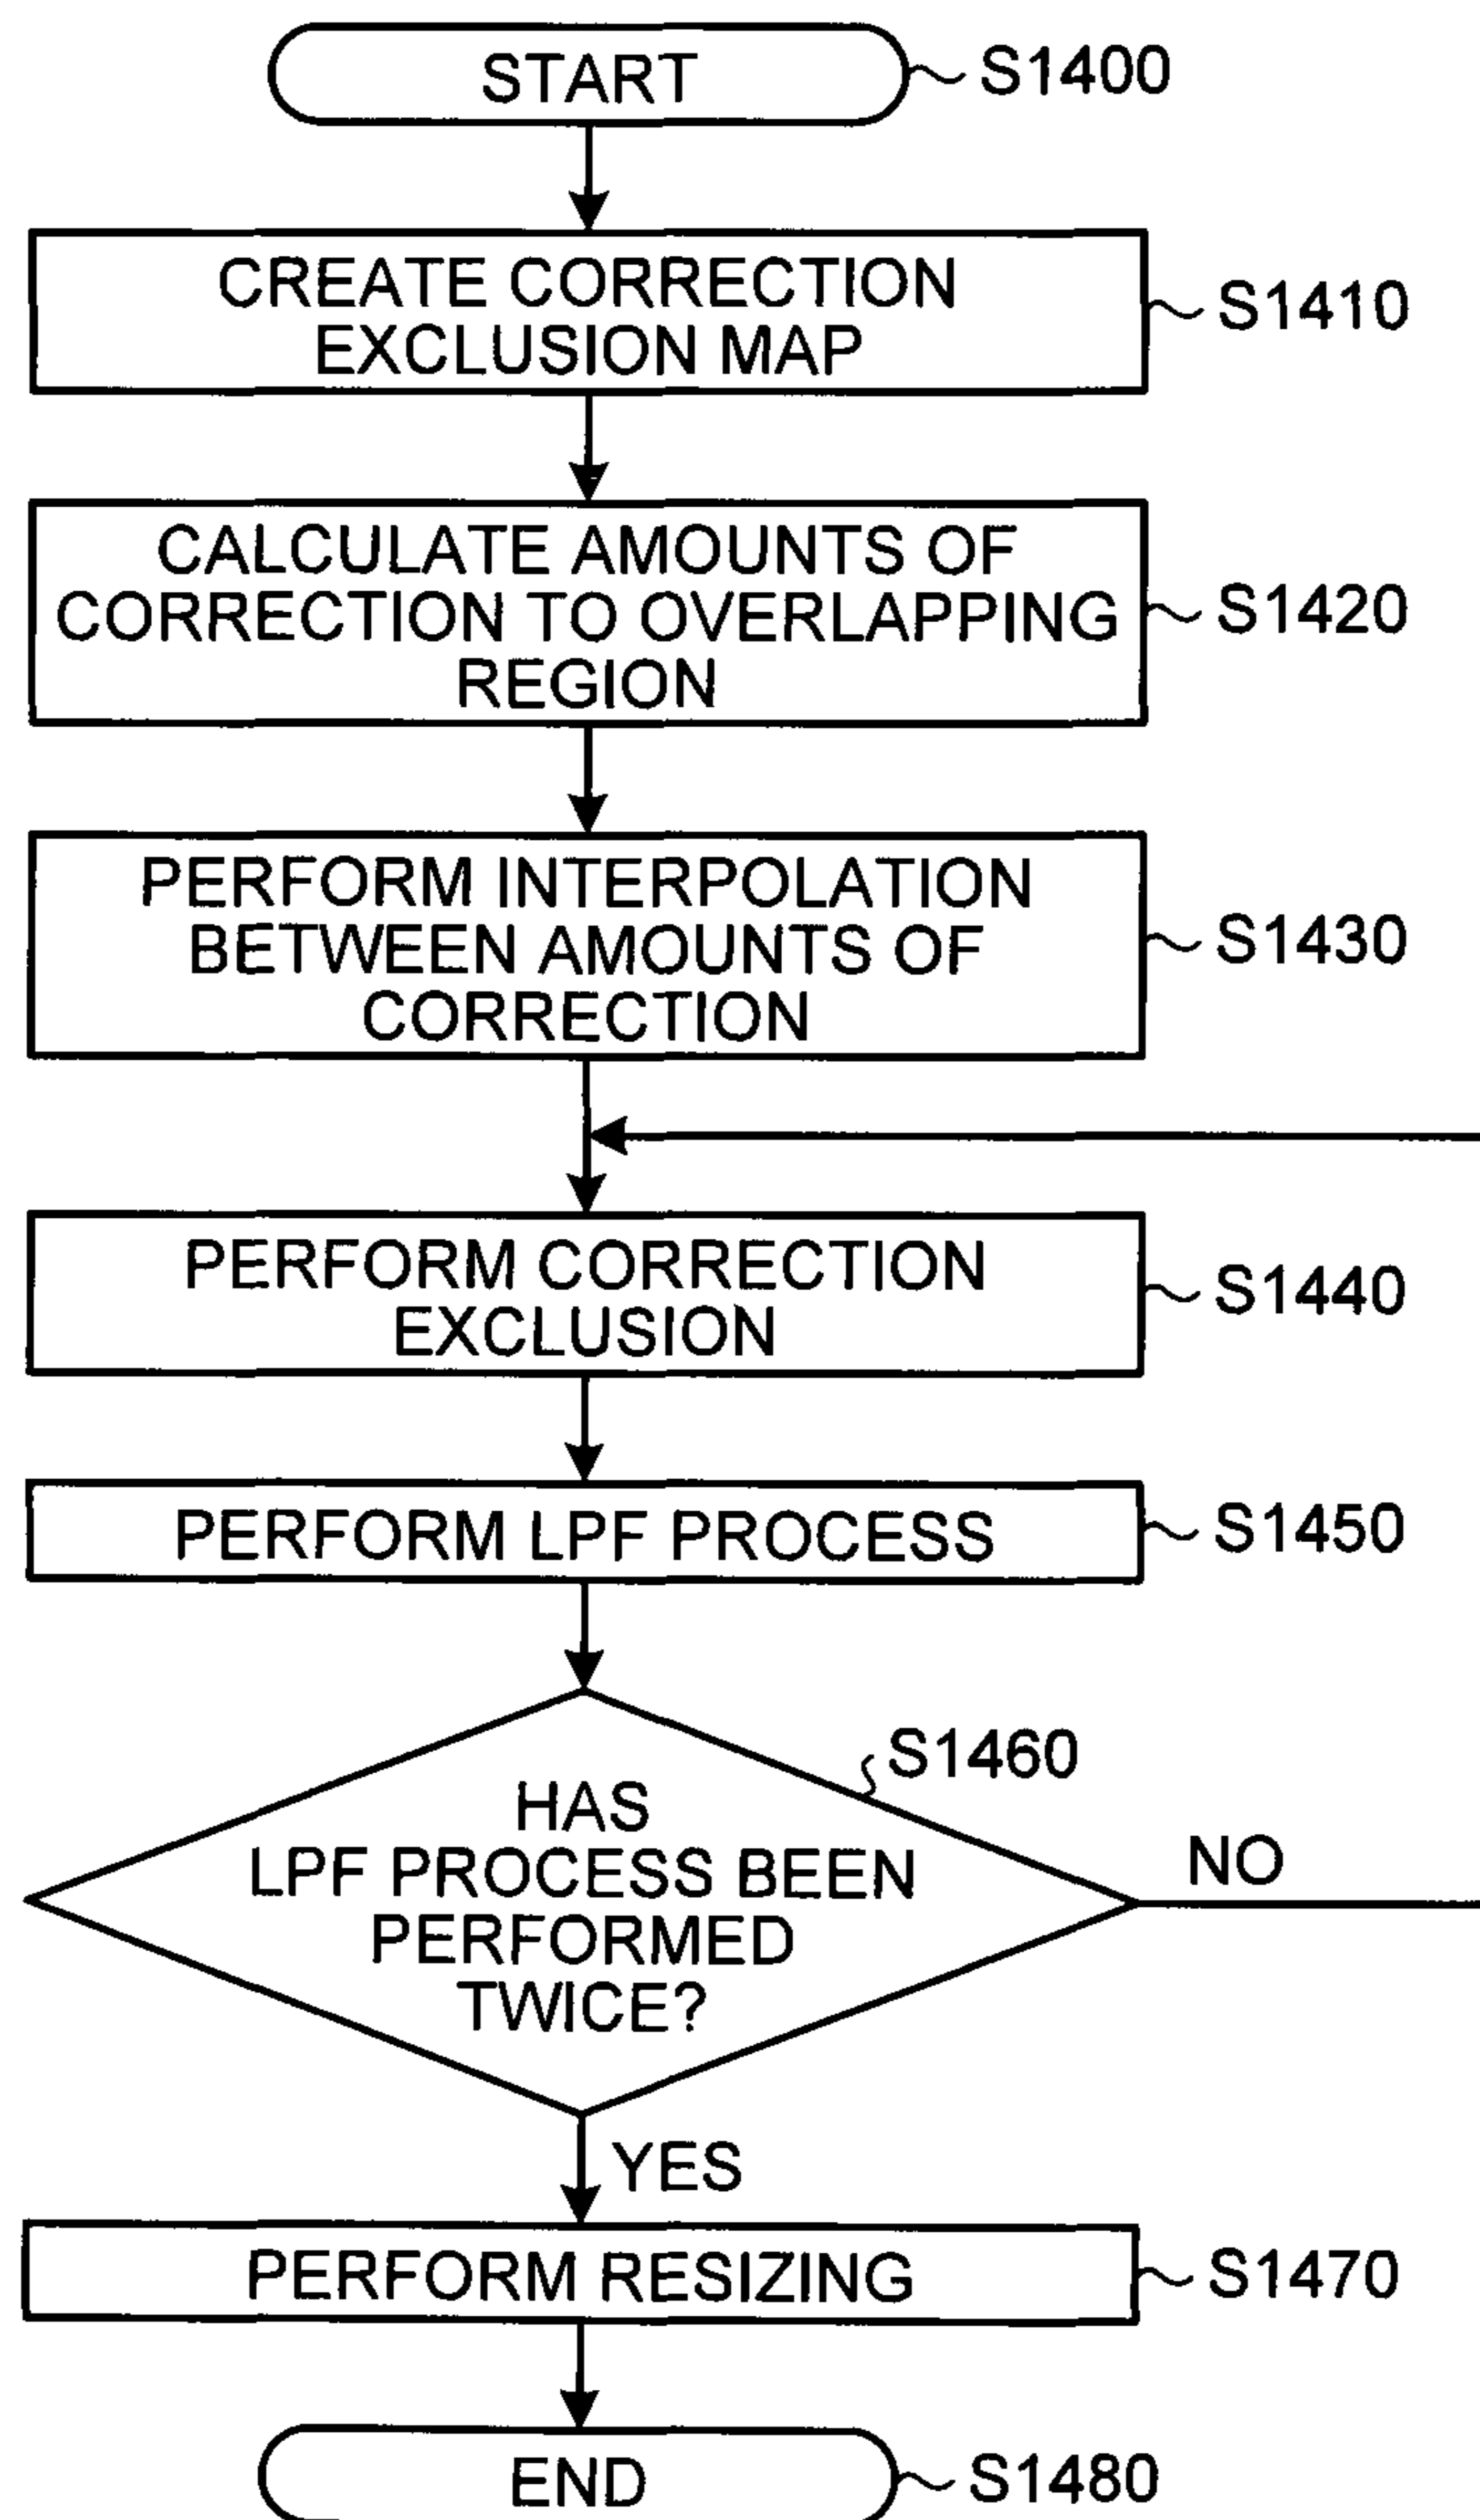 START
S1400
CREATE CORRECTION
EXCLUSION MAP
S1410
CALCULATE AMOUNTS OF
CORRECTION TO OVERLAPPING
REGION
S1420
PERFORM INTERPOLATION
BETWEEN AMOUNTS OF
CORRECTION
S1430
PERFORM CORRECTION
EXCLUSION
S1440
PERFORM LPF PROCESS
S1450
S1460
HAS
LPF PROCESS BEEN
PERFORMED
TWICE?
NO
YES
PERFORM RESIZING
S1470
END
S1480